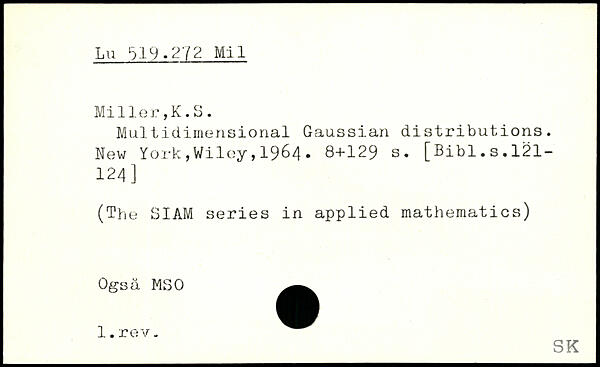 Lu 519.272 Mil
Miller,K.S.
Multidimensional Gaussian distributions.
New York,Wiley,1964. 8+129 s. [Bibl.s.121-
124]
(The SIAM series in applied mathematics)
Også MSO
1.rev.
SK